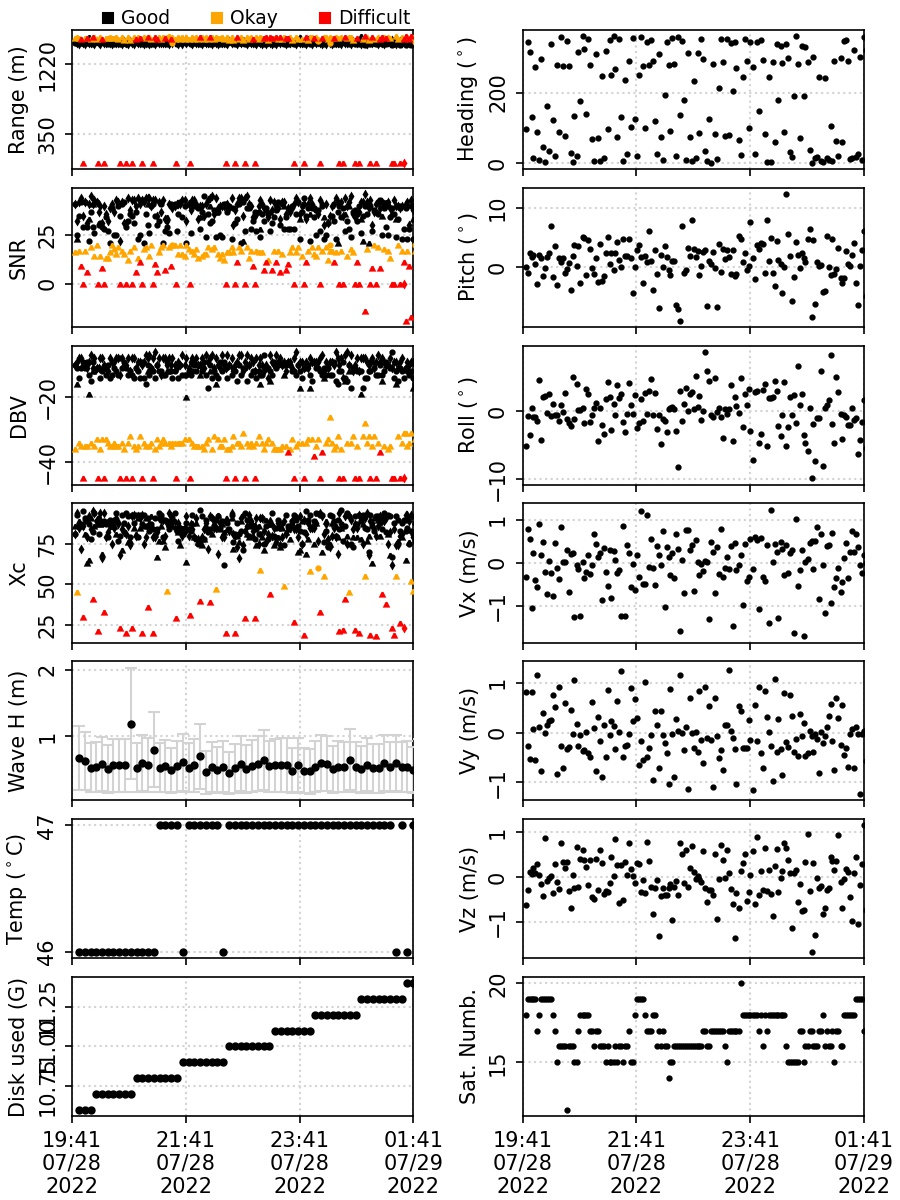 Good Okay Difficult
Range (m)
1220
350
Heading (°)
200
0
SNR
25
0
Pitch (°)
10
0
DBV
−20
−40
Roll (°)
0
−10
Xc
75
50
25
Vx (m/s)
1
0
−1
Wave H (m)
2
1
Vy (m/s)
1
0
−1
Temp (°C)
47
46
Vz (m/s)
1
0
−1
Disk used (G)
11.25
11.00
10.75
Sat. Numb.
20
15
19:41 21:41 23:41 01:41
07/28 07/28 07/28 07/29
2022 2022 2022 2022
19:41 21:41 23:41 01:41
07/28 07/28 07/28 07/29
2022 2022 2022 2022